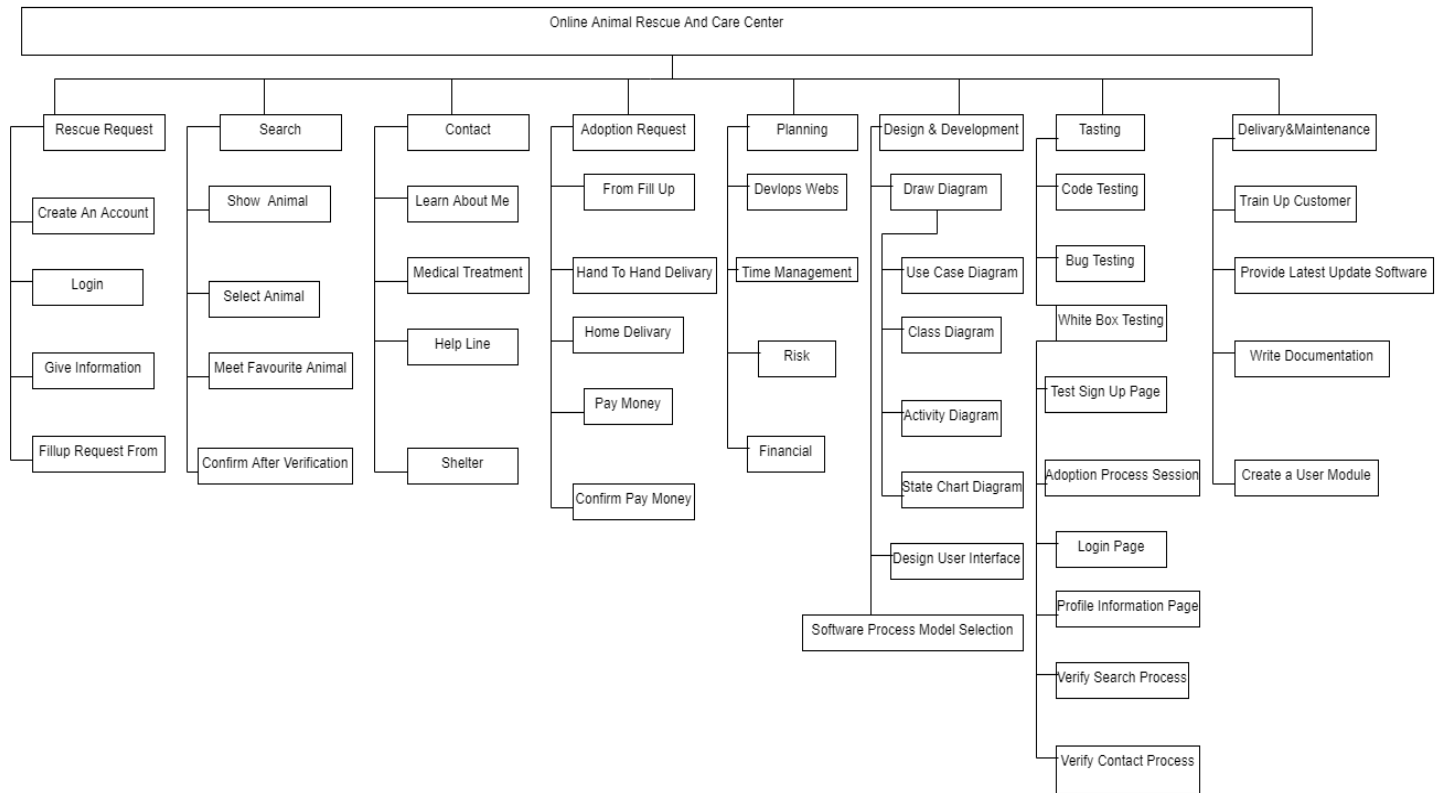 Online Animal Rescue And Care Center
Rescue Request
Create An Account
Login
Give Information
Fillup Request From
Search
Show Animal
Select Animal
Meet Favourite Animal
Confirm After Verification
Contact
Learn About Me
Medical Treatment
Help Line
Shelter
Adoption Request
From Fill Up
Hand To Hand Delivary
Home Delivary
Pay Money
Confirm Pay Money
Planning
Devlops Webs
Time Management
Risk
Financial
Design & Development
Draw Diagram
Use Case Diagram
Class Diagram
Activity Diagram
State Chart Diagram
Design User Interface
Software Process Model Selection
Tasting
Code Testing
Bug Testing
White Box Testing
Test Sign Up Page
Adoption Process Session
Login Page
Profile Information Page
Verify Search Process
Verify Contact Process
Delivary&Maintenance
Train Up Customer
Provide Latest Update Software
Write Documentation
Create a User Module